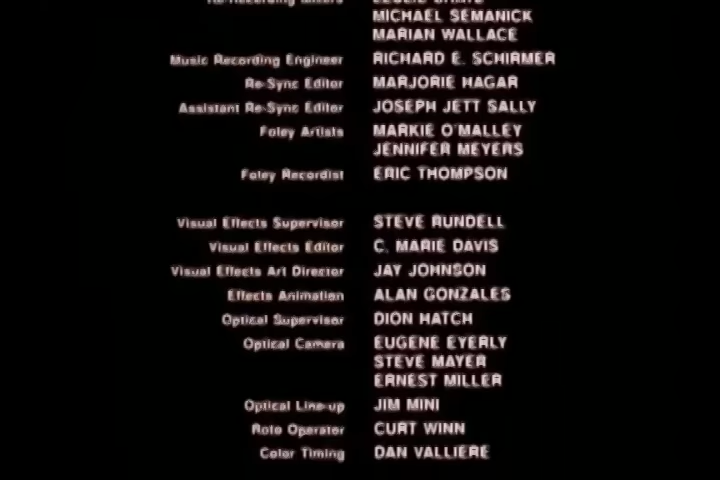 MICHAEL SEMANICK
MARIAN WALLACE
Music Recording Engineer RICHARD E. SCHIRMER
Re-Sync Editor MARJORIE HAGAR
Assistant Re-Sync Editor JOSEPH JETT SALLY
Foley Artists MARKIE O'MALLEY
JENNIFER MEYERS
Foley Recordist ERIC THOMPSON
Visual Effects Supervisor STEVE RUNDELL
Visual Effects Editor C. MARIE DAVIS
Visual Effects Art Director JAY JOHNSON
Effects Animation ALAN GONZALES
Optical Supervisor DION HATCH
Optical Camera EUGENE EYERLY
STEVE MAYER
ERNEST MILLER
Optical Line-up JIM MINI
Roto Operator CURT WINN
Color Timing DAN VALLIERE